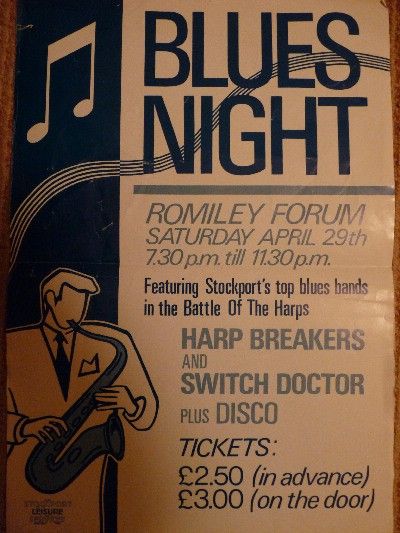 BLUES
NIGHT
ROMILEY FORUM
SATURDAY APRIL 29th
7.30 p.m. till 11.30 p.m.
Featuring Stockport's top blues bands
in the Battle Of The Harps
HARP BREAKERS
AND
SWITCH DOCTOR
PLUS DISCO
TICKETS:
£2.50 (in advance)
£3.00 (on the door)
STOCKPORT
LEISURE